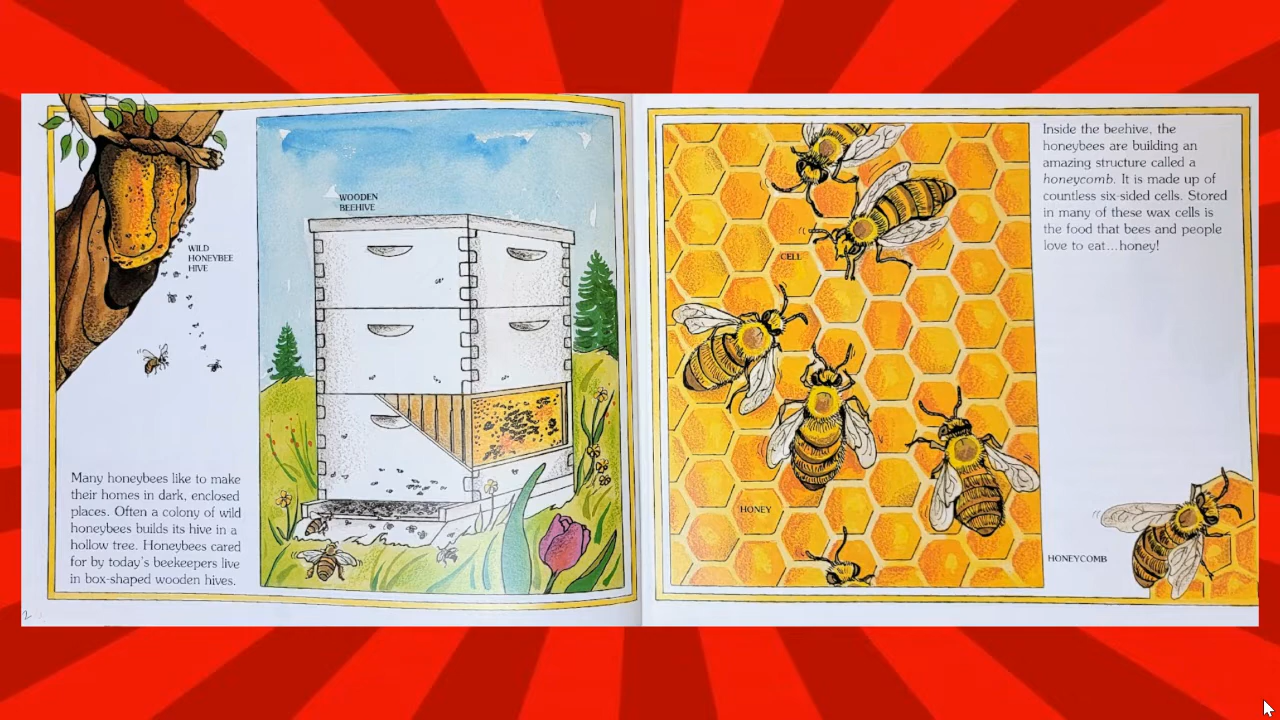 WOODEN
BEEHIVE
WILD
HONEYBEE
HIVE
Many honeybees like to make
their homes in dark, enclosed
places. Often a colony of wild
honeybees builds its hive in a
hollow tree. Honeybees cared
for by today's beekeepers live
in box-shaped wooden hives.
2
CELL
HONEY
Inside the beehive, the
honeybees are building an
amazing structure called a
honeycomb. It is made up of
countless six-sided cells. Stored
in many of these wax cells is
the food that bees and people
love to eat...honey!
HONEYCOMB